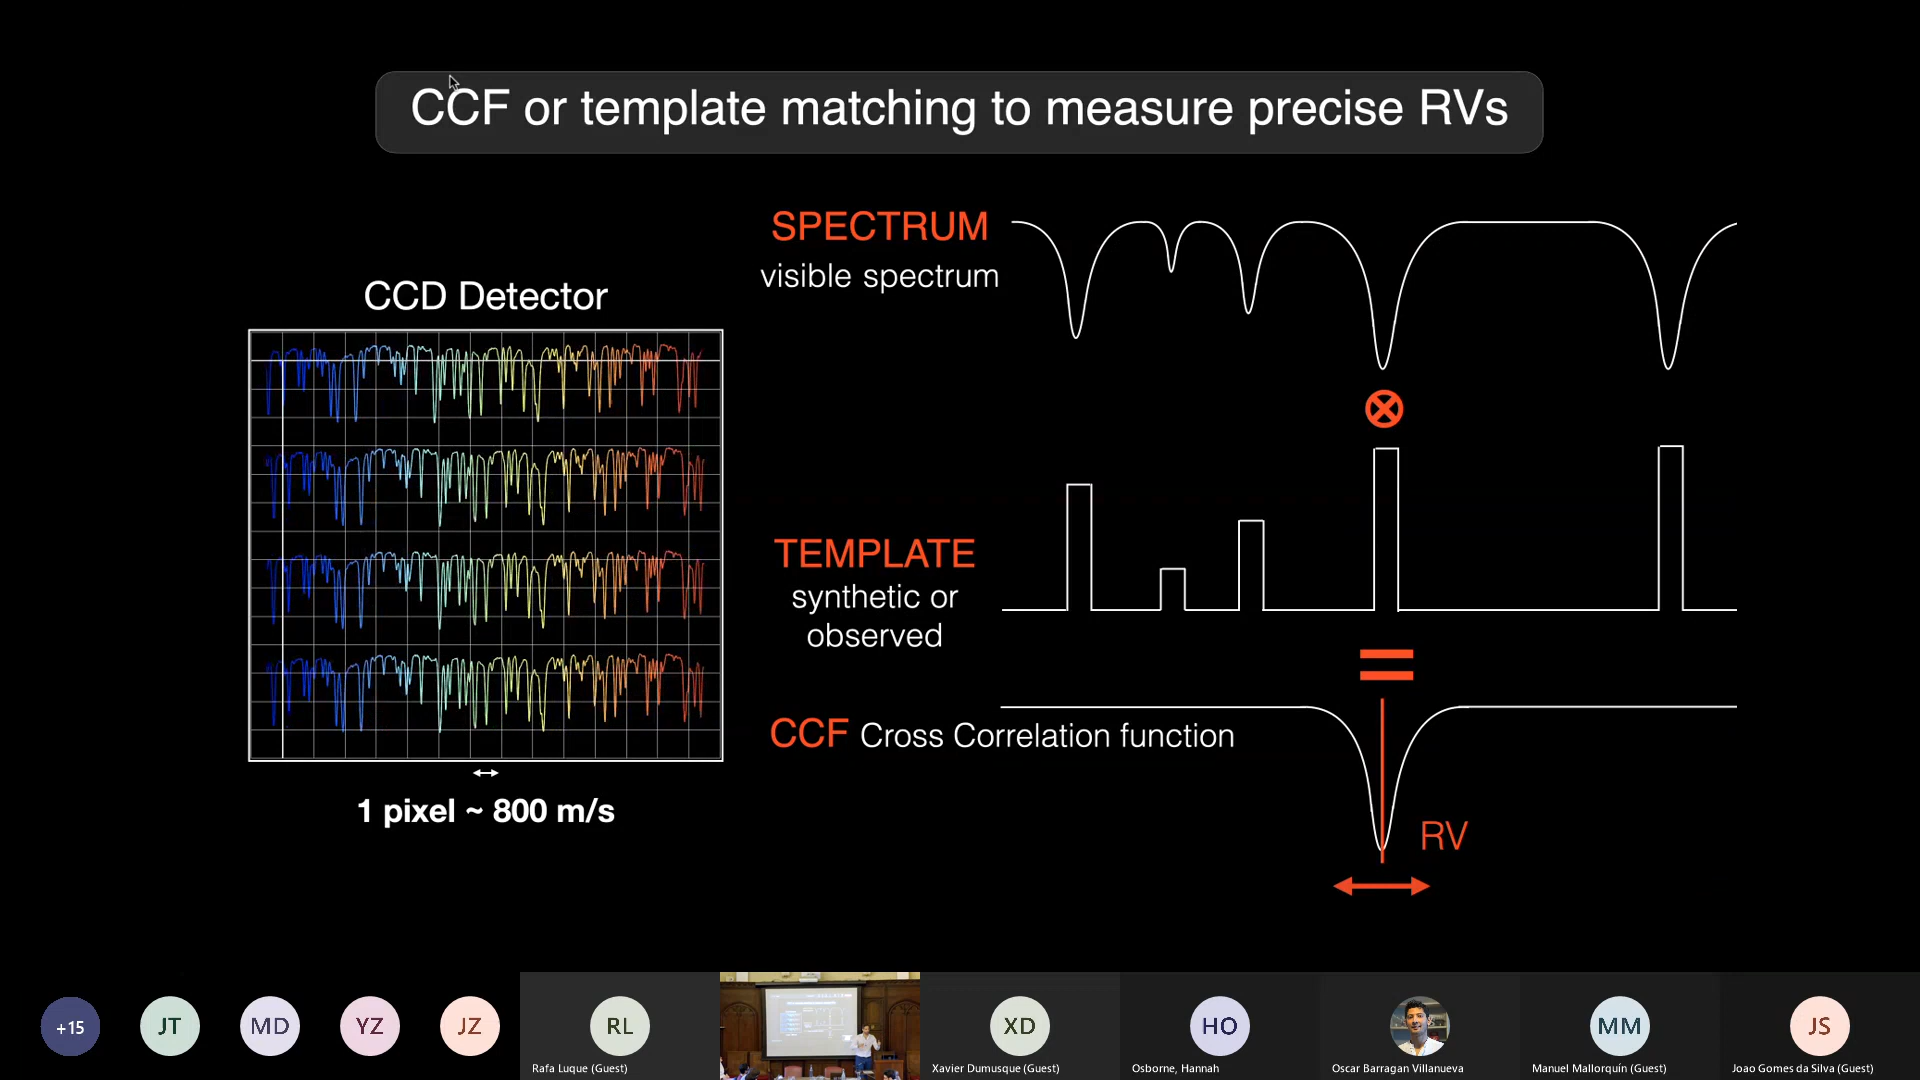 CCF or template matching to measure precise RVs
SPECTRUM
visible spectrum
CCD Detector
TEMPLATE
synthetic or
observed
CCF Cross Correlation function
1 pixel ~ 800 m/s
RV
+15
JT
MD
YZ
JZ
RL
Rafa Luque (Guest)
XD
Xavier Dumusque (Guest)
HO
Osborne, Hannah
Oscar Barragan Villanueva
MM
Manuel Mallorquín (Guest)
JS
Joao Gomes da Silva (Guest)